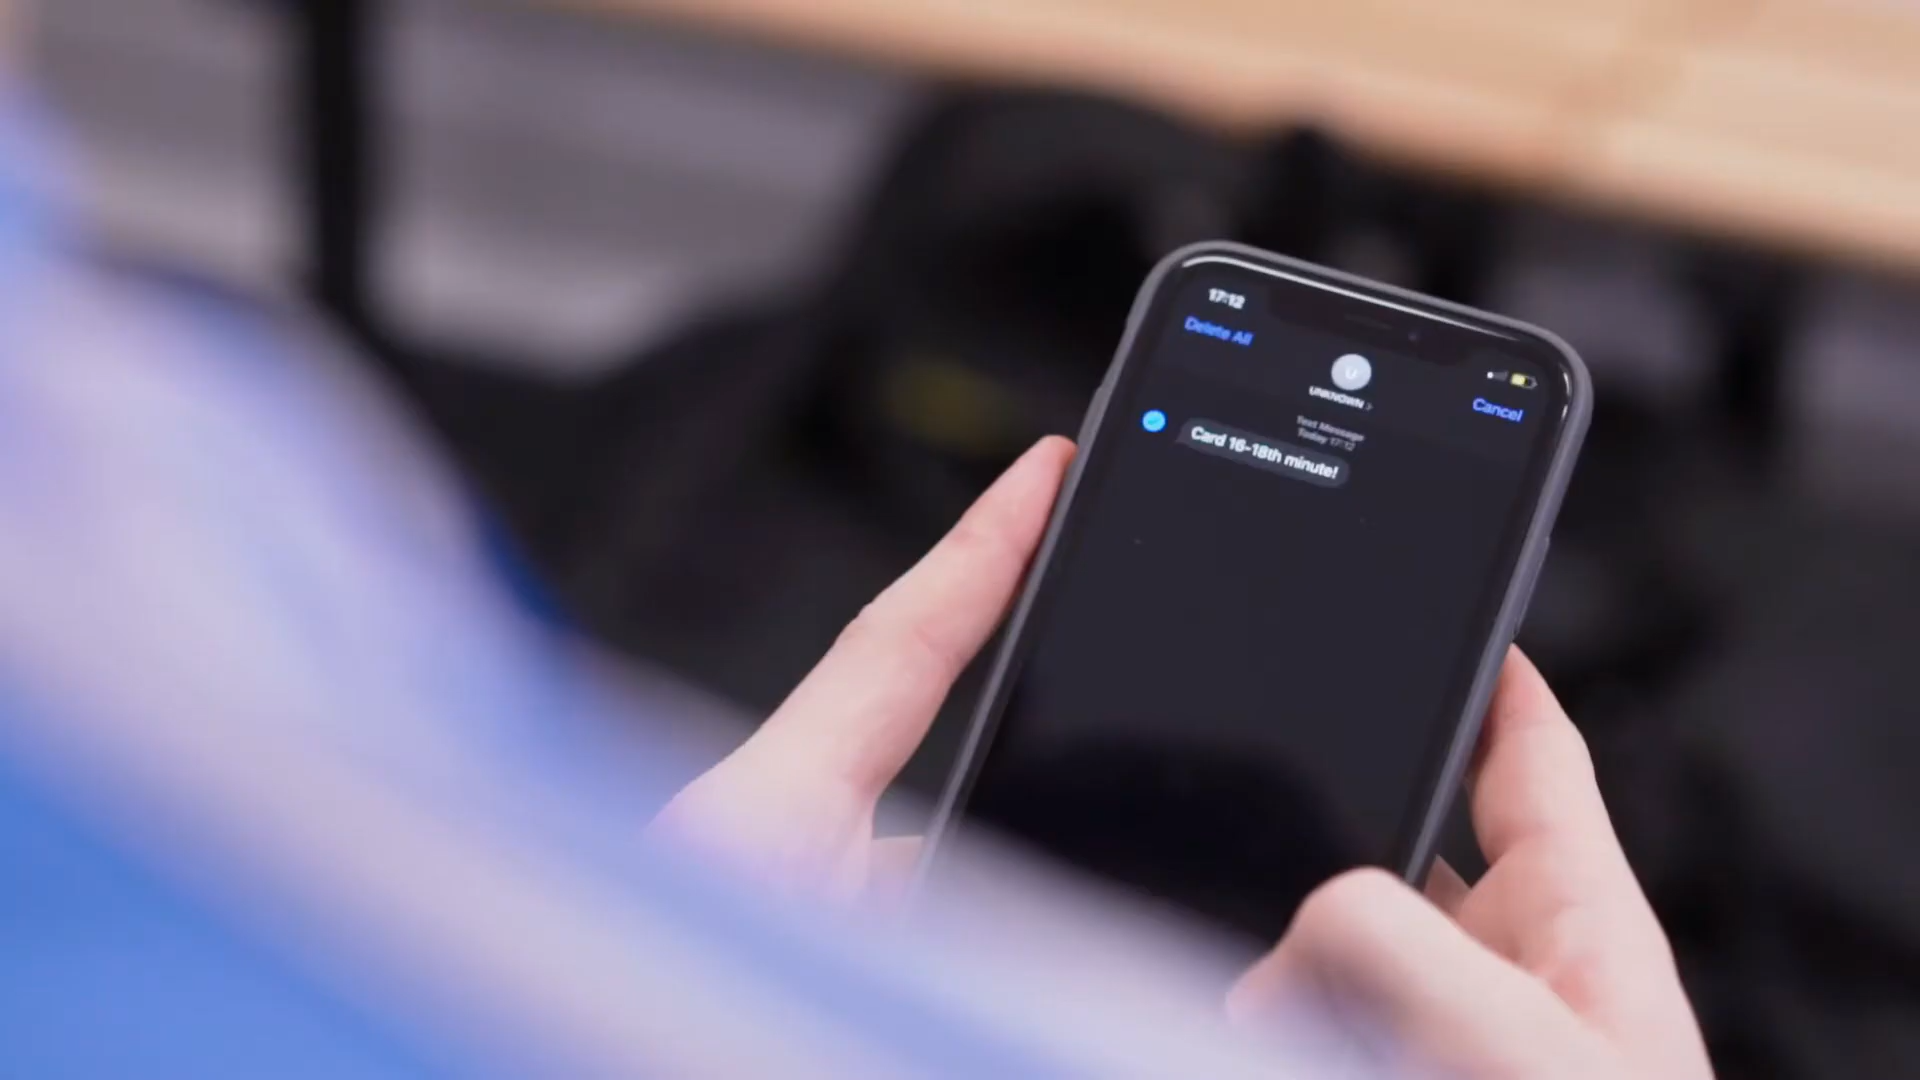 17:12
Delete All
U
UNKNOWN >
Cancel
Text Message
Today 17:12
Card 16-18th minute!